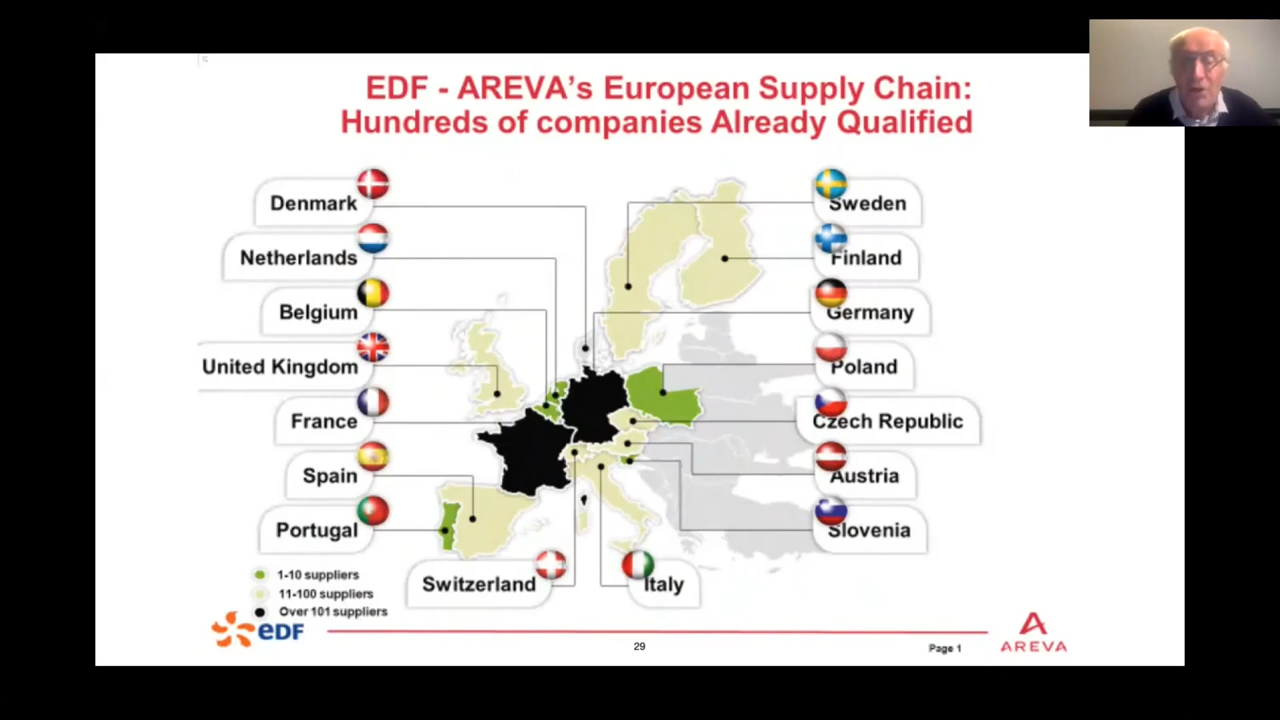 EDF - AREVA's European Supply Chain:
Hundreds of companies Already Qualified
Denmark
Netherlands
Belgium
United Kingdom
France
Spain
Portugal
Switzerland
Italy
Sweden
Finland
Germany
Poland
Czech Republic
Austria
Slovenia
1-10 suppliers
11-100 suppliers
Over 101 suppliers
eDF
29
Page 1
AREVA